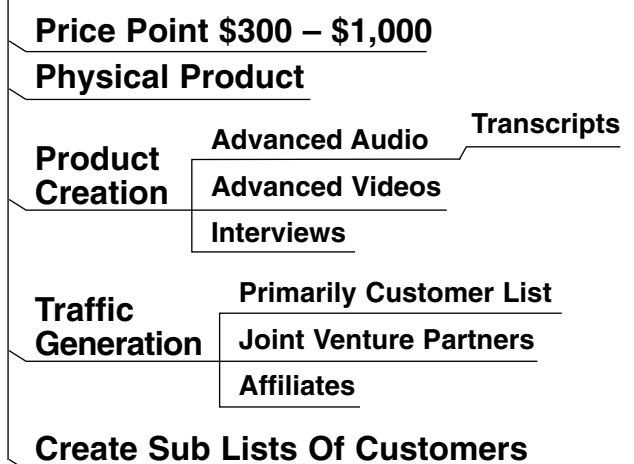 Price Point $300 – $1,000
Physical Product
Product
Creation
Advanced Audio
Transcripts
Advanced Videos
Interviews
Traffic
Generation
Primarily Customer List
Joint Venture Partners
Affiliates
Create Sub Lists Of Customers